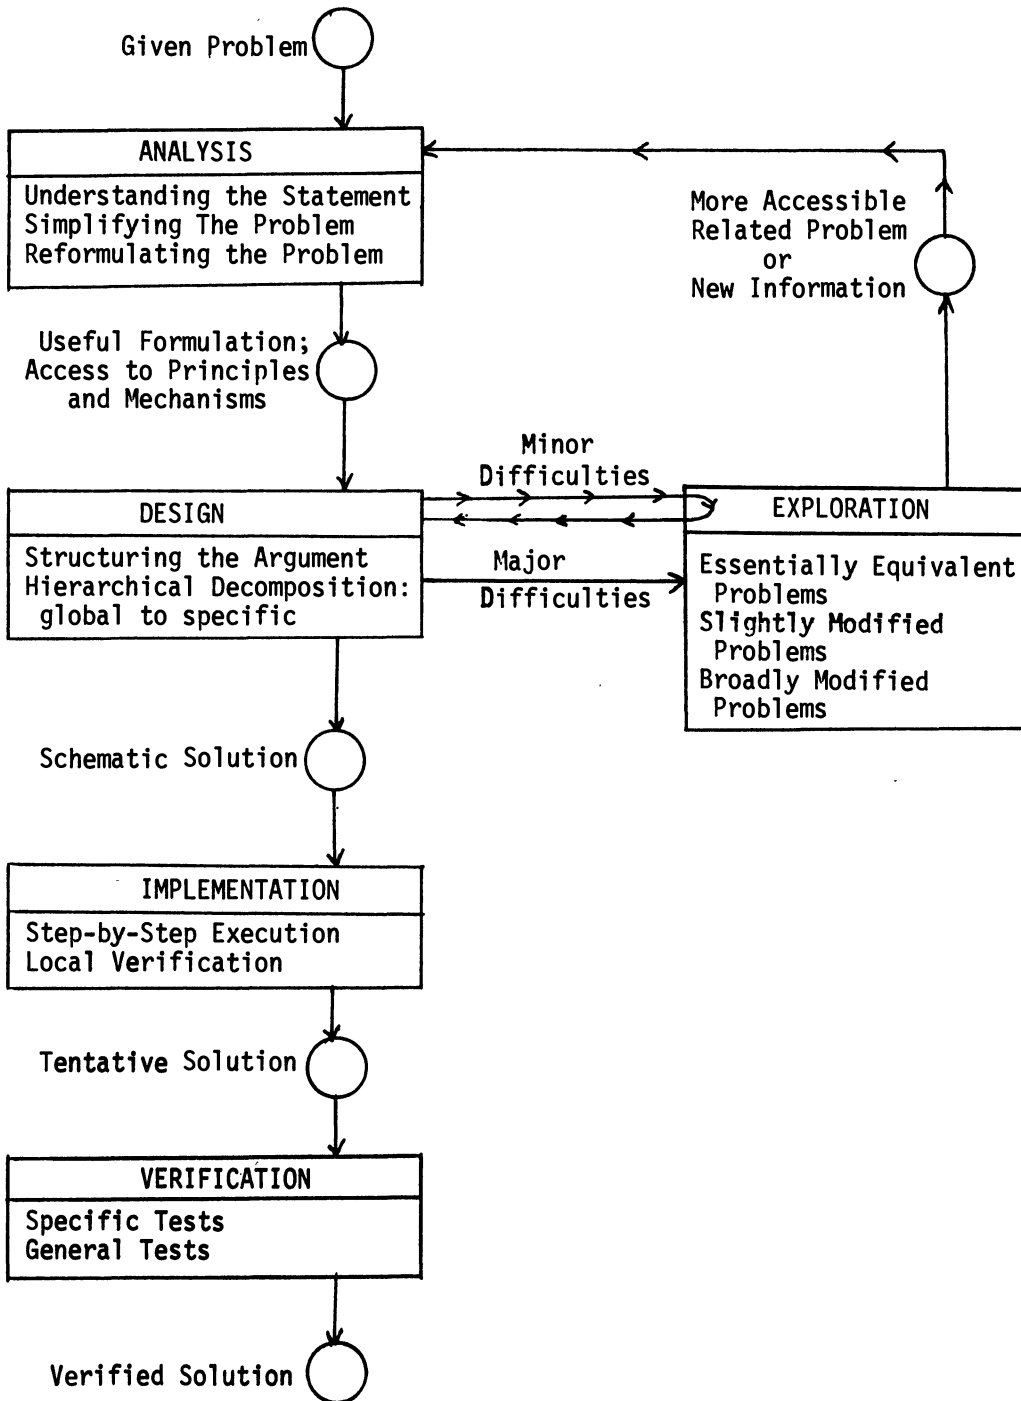 Given Problem
ANALYSIS
Understanding the Statement
Simplifying The Problem
Reformulating the Problem
More Accessible
Related Problem
or
New Information
Useful Formulation;
Access to Principles
and Mechanisms
Minor
Difficulties
DESIGN
Structuring the Argument
Hierarchical Decomposition:
global to specific
Major
Difficulties
EXPLORATION
Essentially Equivalent
Problems
Slightly Modified
Problems
Broadly Modified
Problems
Schematic Solution
IMPLEMENTATION
Step-by-Step Execution
Local Verification
Tentative Solution
VERIFICATION
Specific Tests
General Tests
Verified Solution